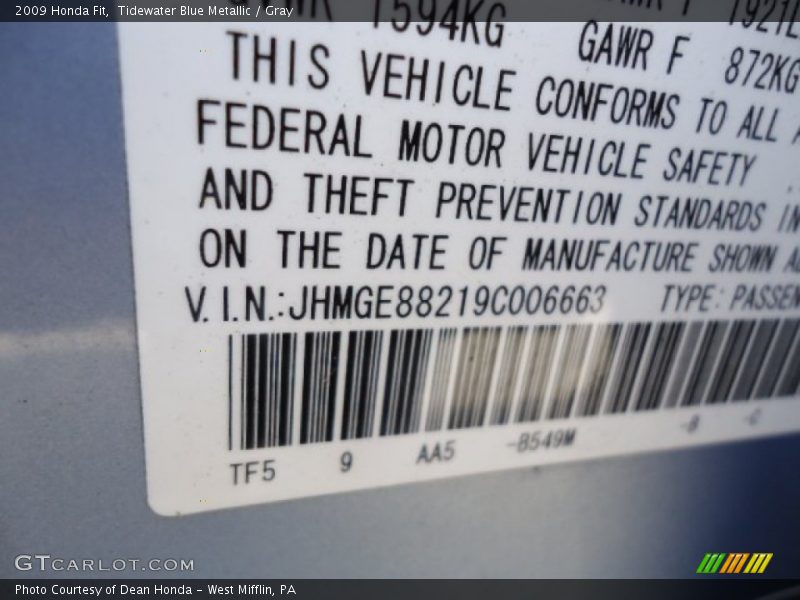 2009 Honda Fit, Tidewater Blue Metallic / Gray
1594KG
GAWR F 872KG
THIS VEHICLE CONFORMS TO ALL
FEDERAL MOTOR VEHICLE SAFETY
AND THEFT PREVENTION STANDARDS IN
ON THE DATE OF MANUFACTURE SHOWN
V.I.N.:JHMGE88219C006663 TYPE:PASSEN
TF5 9 AA5 -B549M
GTCARLOT.COM
Photo Courtesy of Dean Honda - West Mifflin, PA